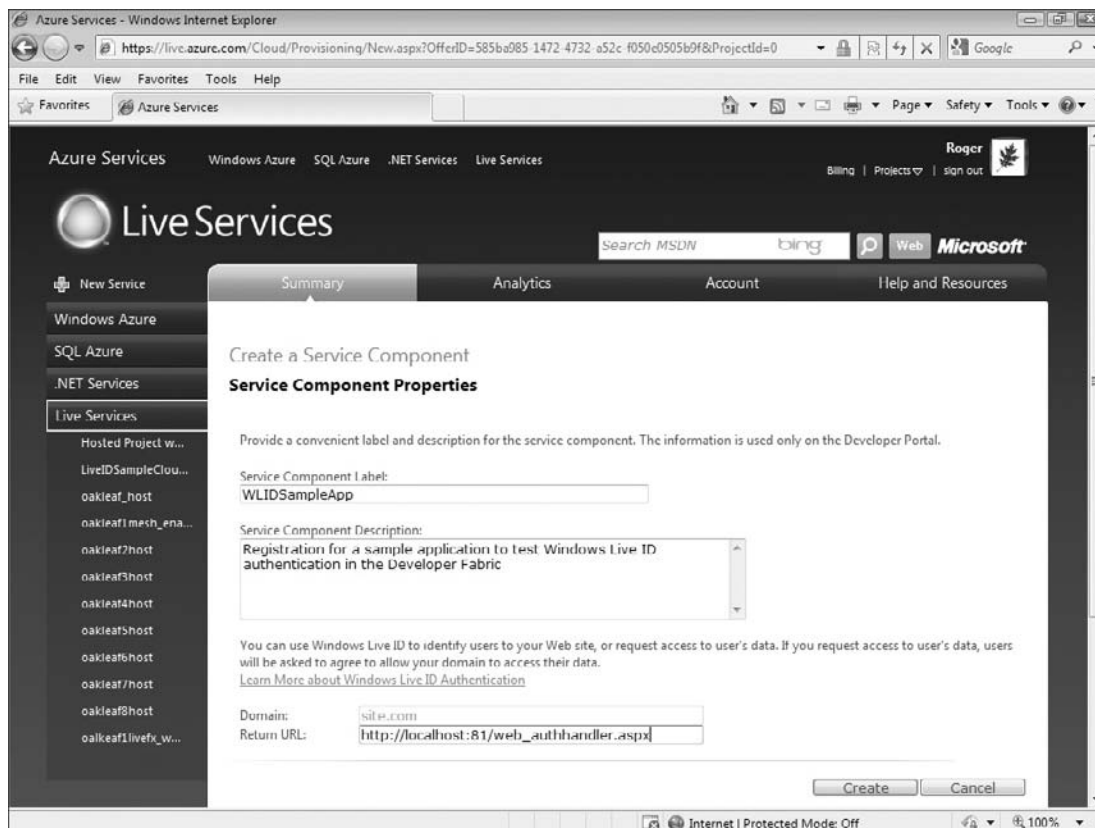 Azure Services - Windows Internet Explorer
https://live.azure.com/Cloud/Provisioning/New.aspx?OfferID=585ba985-1472-4732-a52c-f050c0505b9f&ProjectId=0
Google
File Edit View Favorites Tools Help
Favorites Azure Services Page Safety Tools
Azure Services Windows Azure SQL Azure .NET Services Live Services Roger
Billing | Projects | sign out
Live Services
Search MSDN bing Web Microsoft
New Service Summary Analytics Account Help and Resources
Windows Azure
SQL Azure
.NET Services
Live Services
Hosted Project w...
LiveIDSampleClou...
oakleaf_host
oakleaf1mesh_ena...
oakleaf2host
oakleaf3host
oakleaf4host
oakleaf5host
oakleaf6host
oakleaf7host
oakleaf8host
oalkeaf1livefx_w...
Create a Service Component
Service Component Properties
Provide a convenient label and description for the service component. The information is used only on the Developer Portal.
Service Component Label:
WLIDSampleApp
Service Component Description:
Registration for a sample application to test Windows Live ID
authentication in the Developer Fabric
You can use Windows Live ID to identify users to your Web site, or request access to user's data. If you request access to user's data, users
will be asked to agree to allow your domain to access their data.
Learn More about Windows Live ID Authentication
Domain: site.com
Return URL: http://localhost:81/web_authhandler.aspx
Create Cancel
Internet | Protected Mode: Off 100%